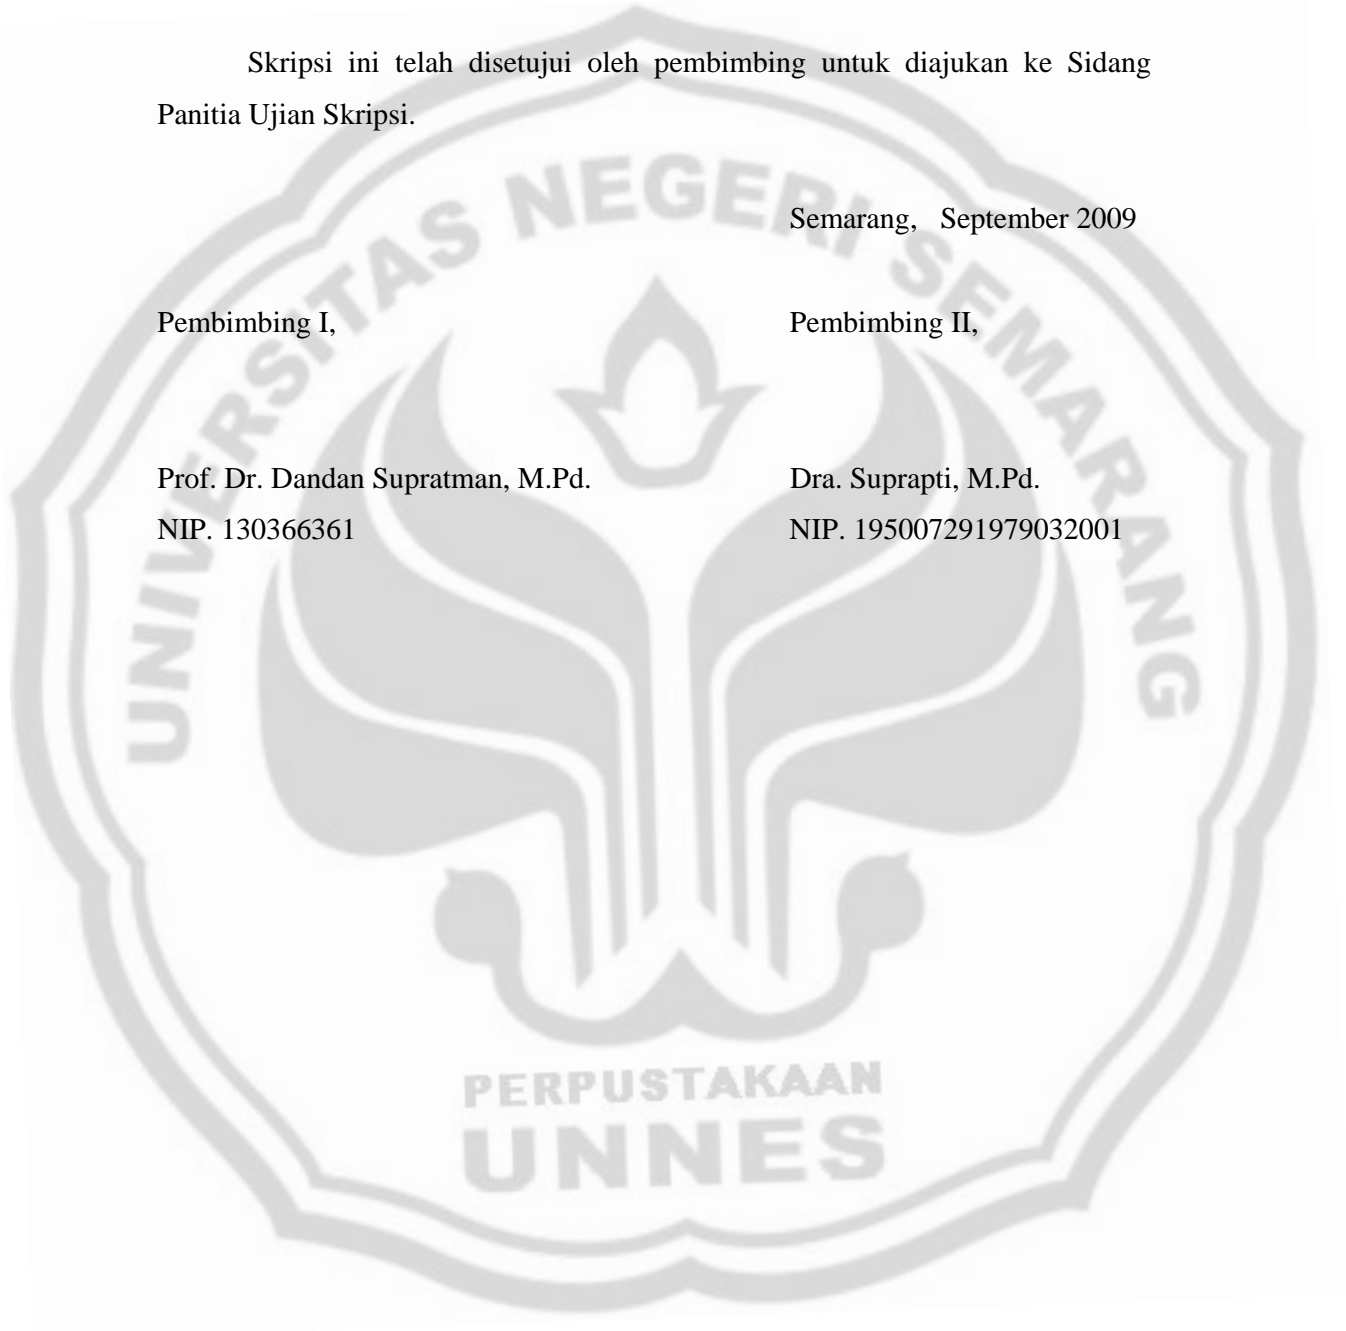 Skripsi ini telah disetujui oleh pembimbing untuk diajukan ke Sidang
Panitia Ujian Skripsi.
Semarang, September 2009
Pembimbing I,
Pembimbing II,
Prof. Dr. Dandan Supratman, M.Pd.
Dra. Suprapti, M.Pd.
NIP. 130366361
NIP. 195007291979032001
UNIVERSITAS NEGERI SEMARANG
PERPUSTAKAAN
UNNES